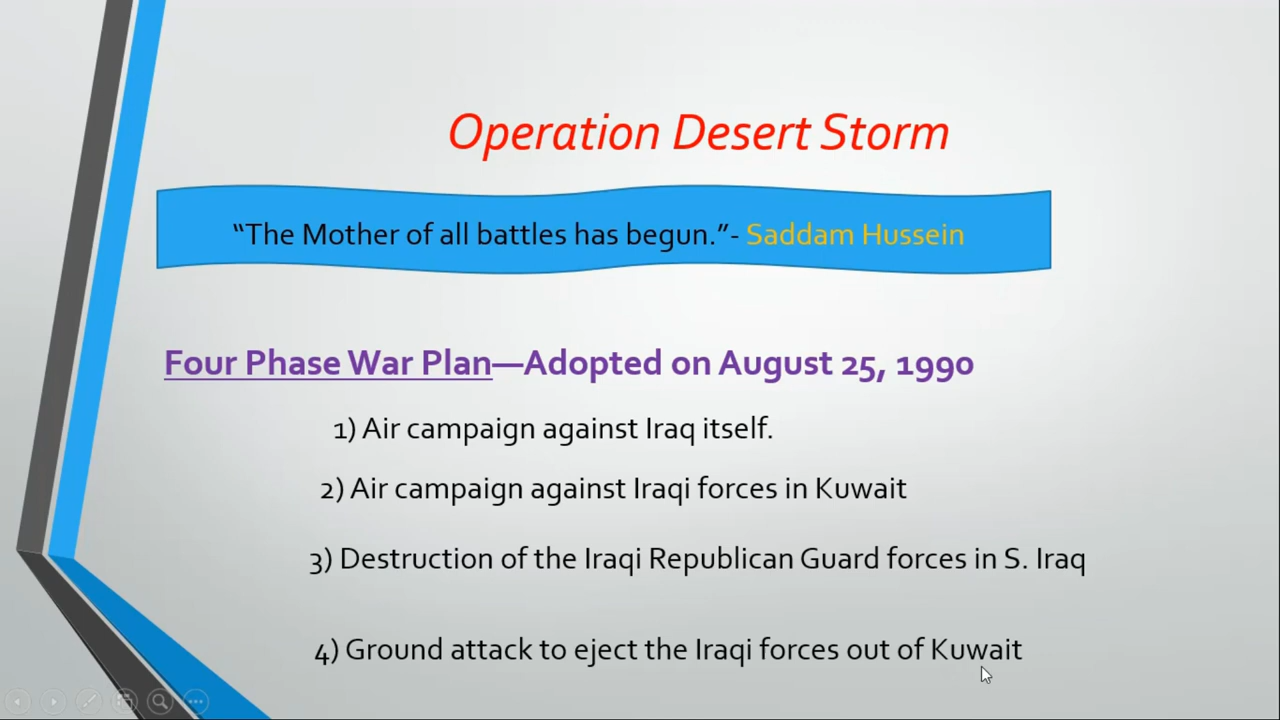 Operation Desert Storm
“The Mother of all battles has begun.”- Saddam Hussein
Four Phase War Plan—Adopted on August 25, 1990
1) Air campaign against Iraq itself.
2) Air campaign against Iraqi forces in Kuwait
3) Destruction of the Iraqi Republican Guard forces in S. Iraq
4) Ground attack to eject the Iraqi forces out of Kuwait